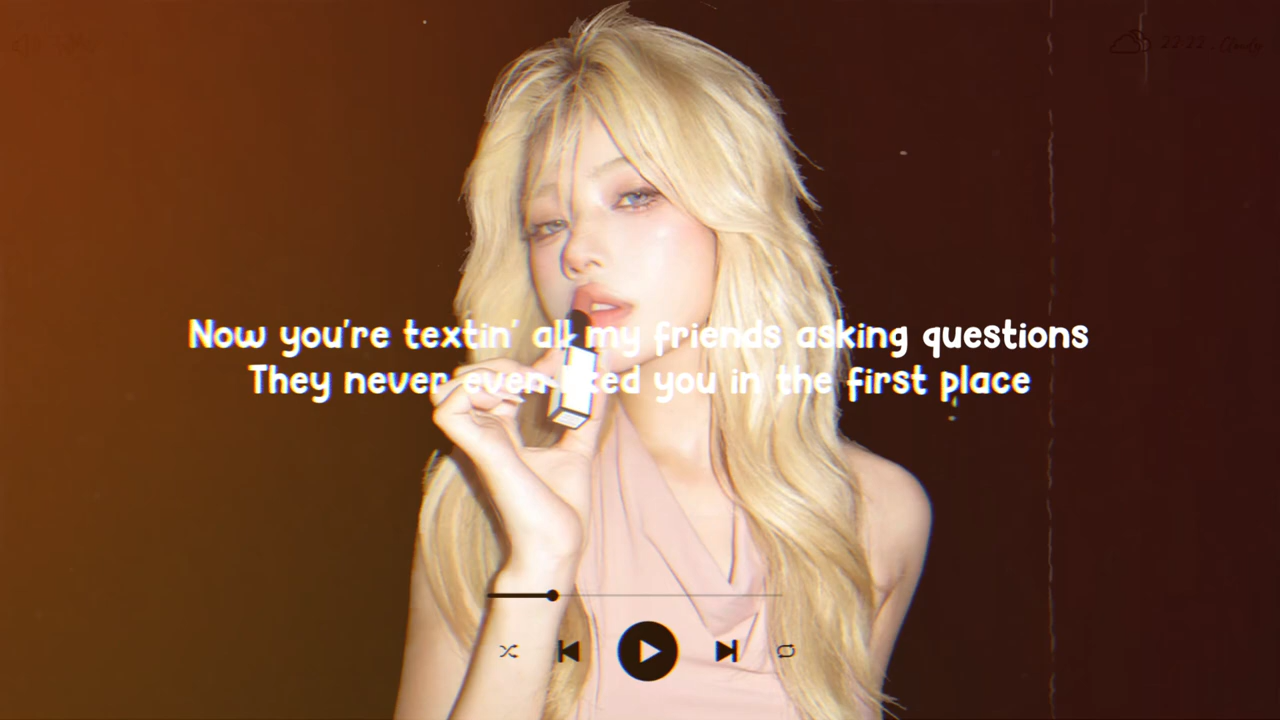 Now you're textin' all my friends asking questions
They never even liked you in the first place